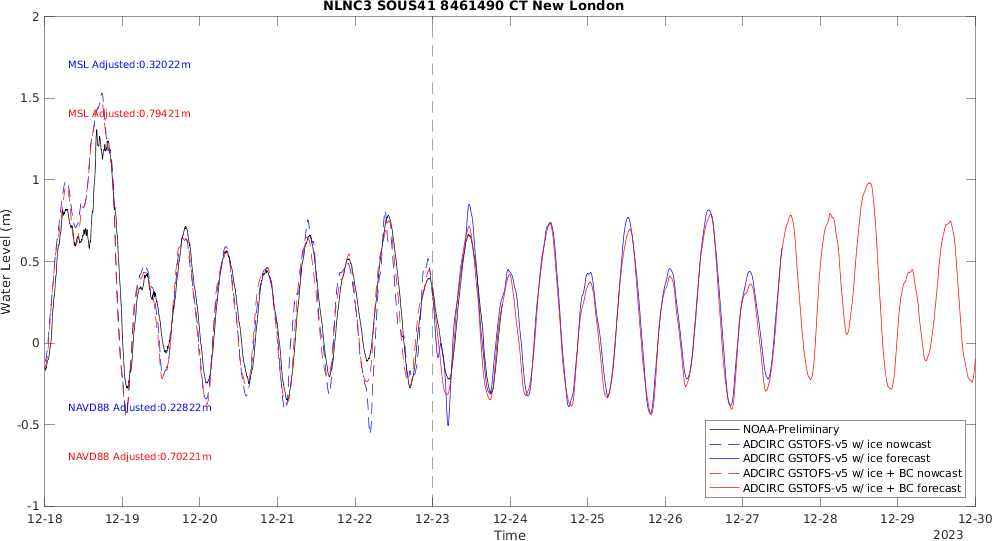 NLNC3 SOUS41 8461490 CT New London
2
1.5
1
0.5
0
-0.5
-1
Water Level (m)
MSL Adjusted:0.32022m
MSL Adjusted:0.79421m
NAVD88 Adjusted:0.22822m
NAVD88 Adjusted:0.70221m
NOAA-Preliminary
ADCIRC GSTOFS-v5 w/ ice nowcast
ADCIRC GSTOFS-v5 w/ ice forecast
ADCIRC GSTOFS-v5 w/ ice + BC nowcast
ADCIRC GSTOFS-v5 w/ ice + BC forecast
12-18 12-19 12-20 12-21 12-22 12-23 12-24 12-25 12-26 12-27 12-28 12-29 12-30
Time
2023